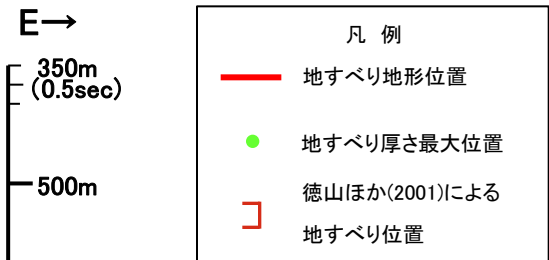 E→
350m
(0.5sec)
500m
凡 例
地すべり地形位置
地すべり厚さ最大位置
徳山ほか(2001)による
地すべり位置